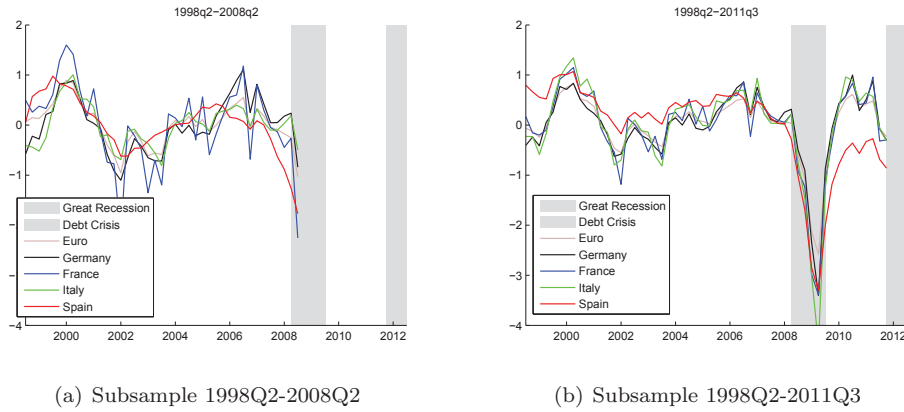 1998q2−2008q2
2
1
0
−1
−2
−3
−4
Great Recession
Debt Crisis
Euro
Germany
France
Italy
Spain
2000 2002 2004 2006 2008 2010 2012
(a) Subsample 1998Q2-2008Q2
1998q2−2011q3
2
1
0
−1
−2
−3
−4
Great Recession
Debt Crisis
Euro
Germany
France
Italy
Spain
2000 2002 2004 2006 2008 2010 2012
(b) Subsample 1998Q2-2011Q3